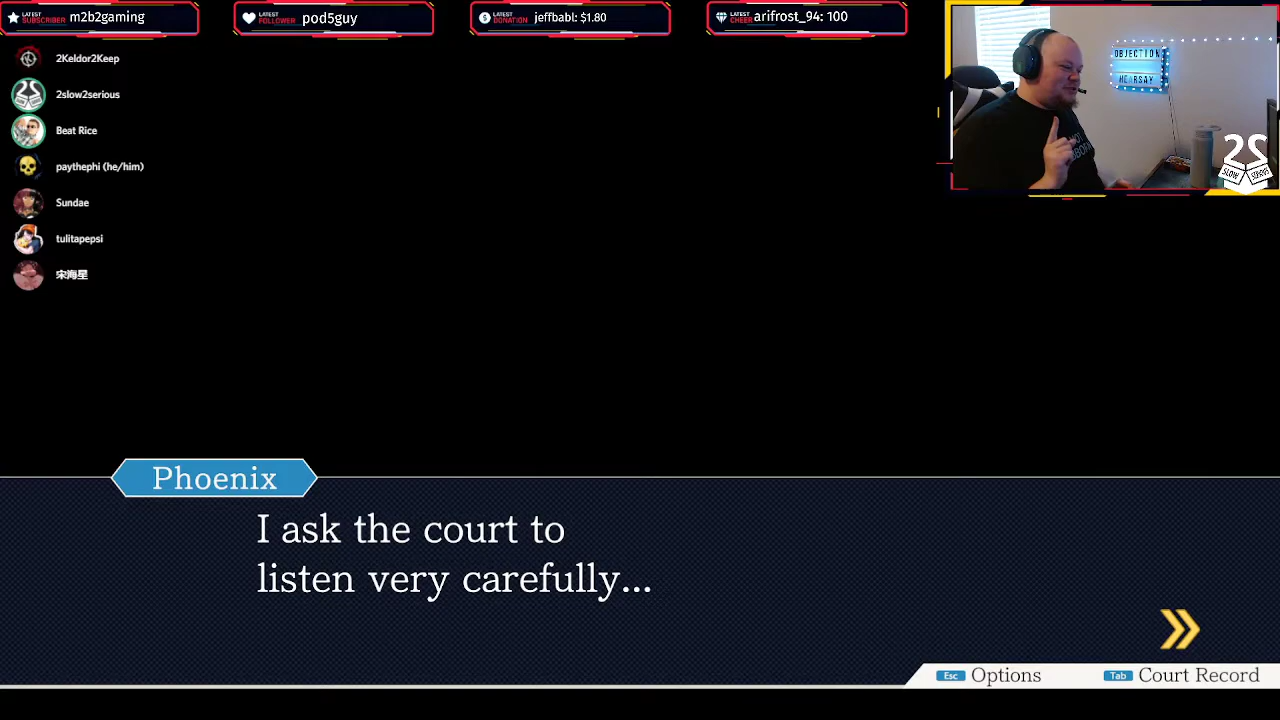 LATEST
SUBSCRIBER m2b2gaming
LATEST
FOLLOWER pod5guy
LATEST
DONATION jeffbabl: $1.80
LATEST
CHEER arifrost_94: 100
2Keldor2Keep
2slow2serious
Beat Rice
paythephi (he/him)
Sundae
tulitapepsi
宋海星
OBJECTION
HEARSAY
2S
SLOW
Phoenix
I ask the court to
listen very carefully...
Esc Options
Tab Court Record